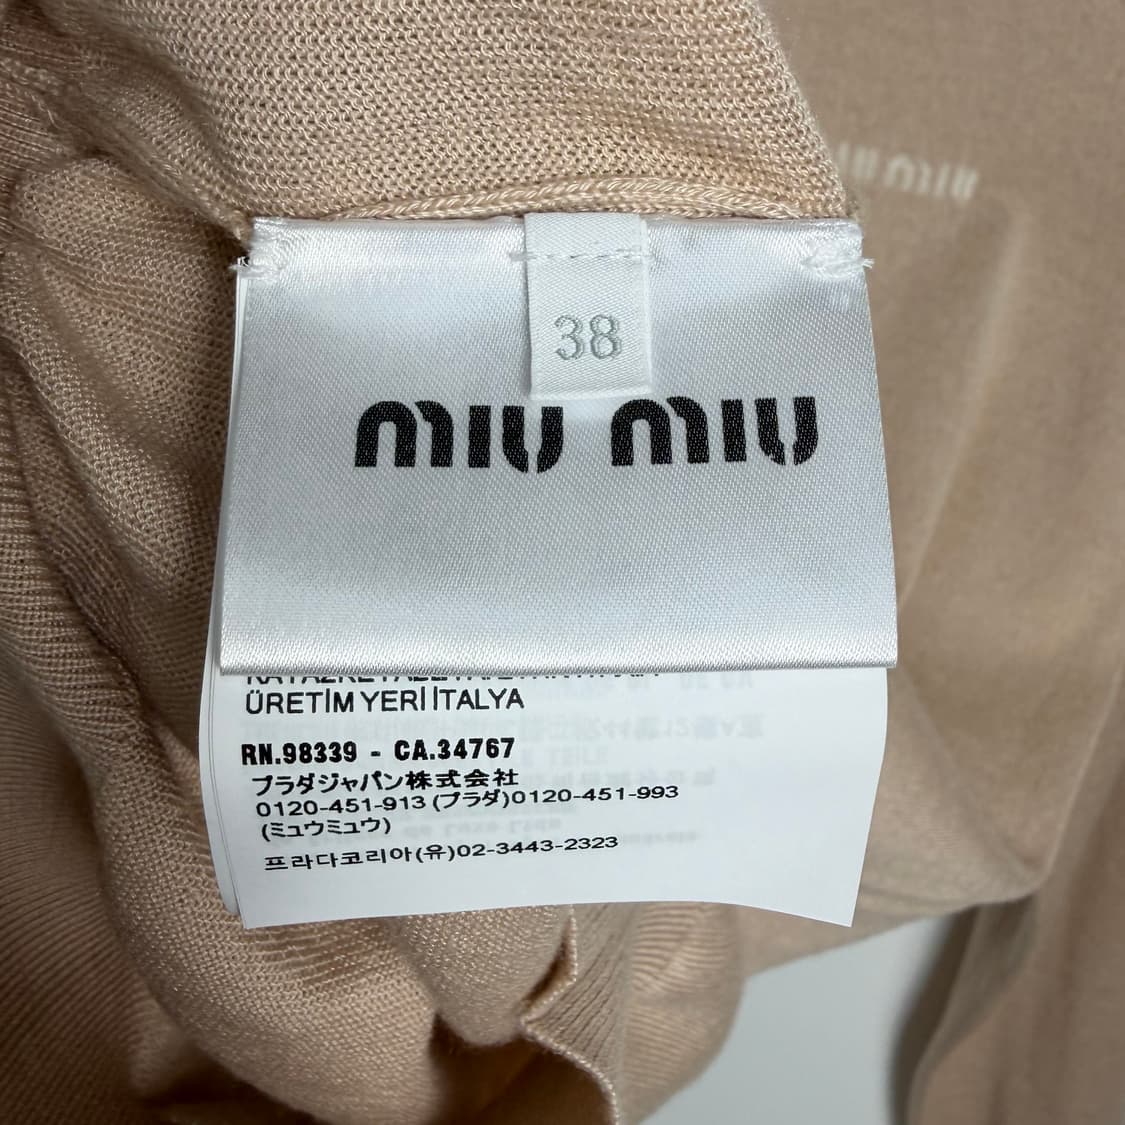 38
miu miu
ÜRETİM YERİ İTALYA
RN.98339 - CA.34767
プラダジャパン株式会社
0120-451-913 (プラダ)0120-451-993
(ミュウミュウ)
프라다코리아(유)02-3443-2323